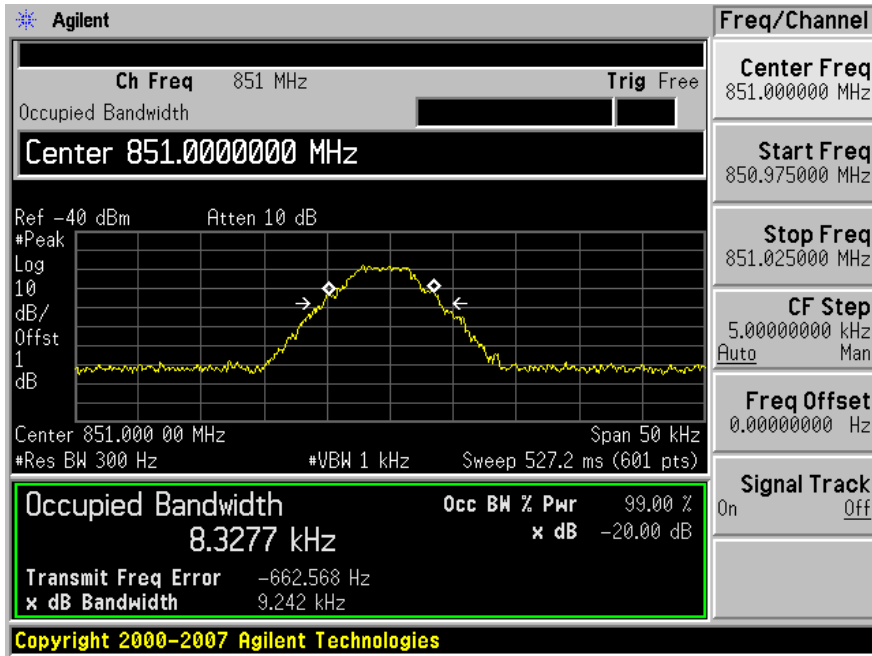 Agilent
Freq/Channel
Ch Freq 851 MHz Trig Free
Occupied Bandwidth
Center 851.0000000 MHz
Ref -40 dBm Atten 10 dB
#Peak
Log
10
dB/
Offst
1
dB
Center 851.000 00 MHz Span 50 kHz
#Res BW 300 Hz #VBW 1 kHz Sweep 527.2 ms (601 pts)
Occupied Bandwidth
8.3277 kHz
Occ BW % Pwr 99.00 %
x dB -20.00 dB
Transmit Freq Error -662.568 Hz
x dB Bandwidth 9.242 kHz
Center Freq
851.000000 MHz
Start Freq
850.975000 MHz
Stop Freq
851.025000 MHz
CF Step
5.00000000 kHz
Auto Man
Freq Offset
0.00000000 Hz
Signal Track
On Off
Copyright 2000-2007 Agilent Technologies